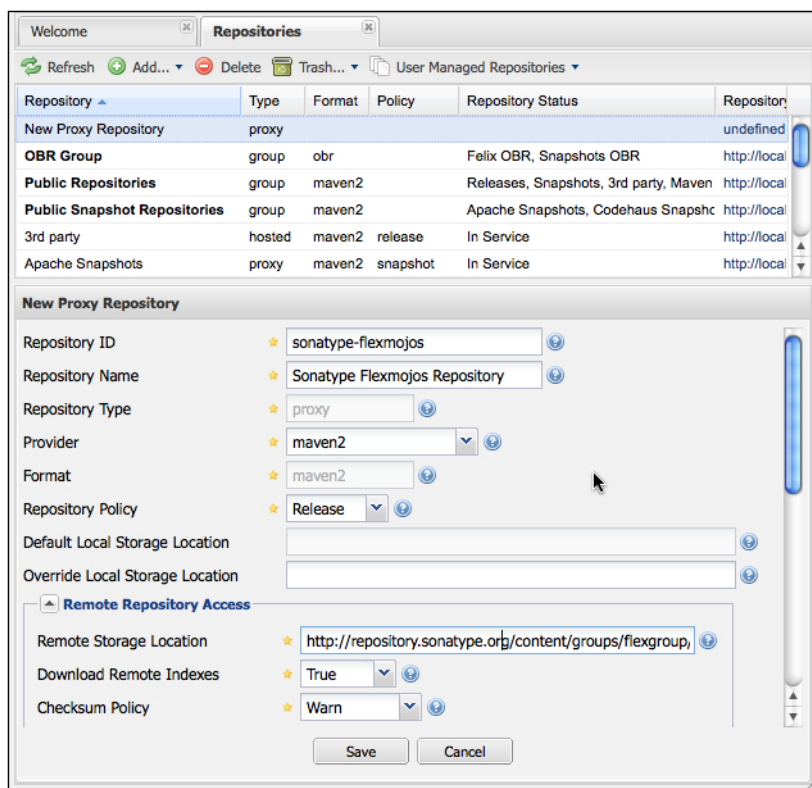 Welcome Repositories
Refresh Add... Delete Trash... User Managed Repositories
Repository Type Format Policy Repository Status Repository
New Proxy Repository proxy undefined
OBR Group group obr Felix OBR, Snapshots OBR http://local
Public Repositories group maven2 Releases, Snapshots, 3rd party, Maven http://local
Public Snapshot Repositories group maven2 Apache Snapshots, Codehaus Snapshc http://local
3rd party hosted maven2 release In Service http://local
Apache Snapshots proxy maven2 snapshot In Service http://local
New Proxy Repository
Repository ID sonatype-flexmojos
Repository Name Sonatype Flexmojos Repository
Repository Type proxy
Provider maven2
Format maven2
Repository Policy Release
Default Local Storage Location
Override Local Storage Location
Remote Repository Access
Remote Storage Location http://repository.sonatype.org/content/groups/flexgroup/
Download Remote Indexes True
Checksum Policy Warn
Save Cancel